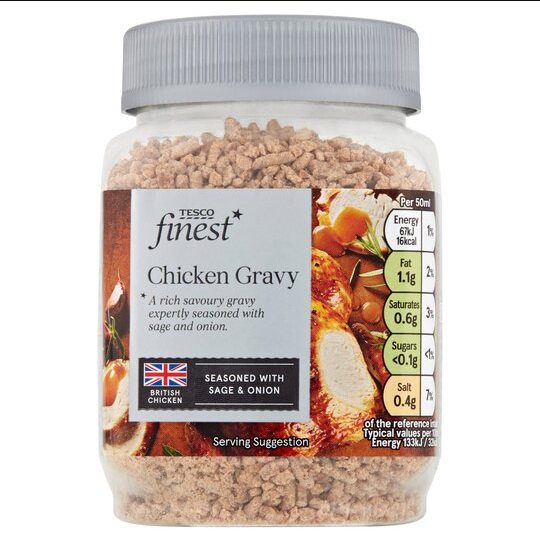 TESCO
finest*
Chicken Gravy
*A rich savoury gravy
expertly seasoned with
sage and onion.
BRITISH
CHICKEN
SEASONED WITH
SAGE & ONION
Serving Suggestion
Per 50ml
Energy
67kJ
16kcal
1%
Fat
1.1g
2%
Saturates
0.6g
3%
Sugars
<0.1g
<1%
Salt
0.4g
7%
of the reference
Typical values per
Energy 133kJ /